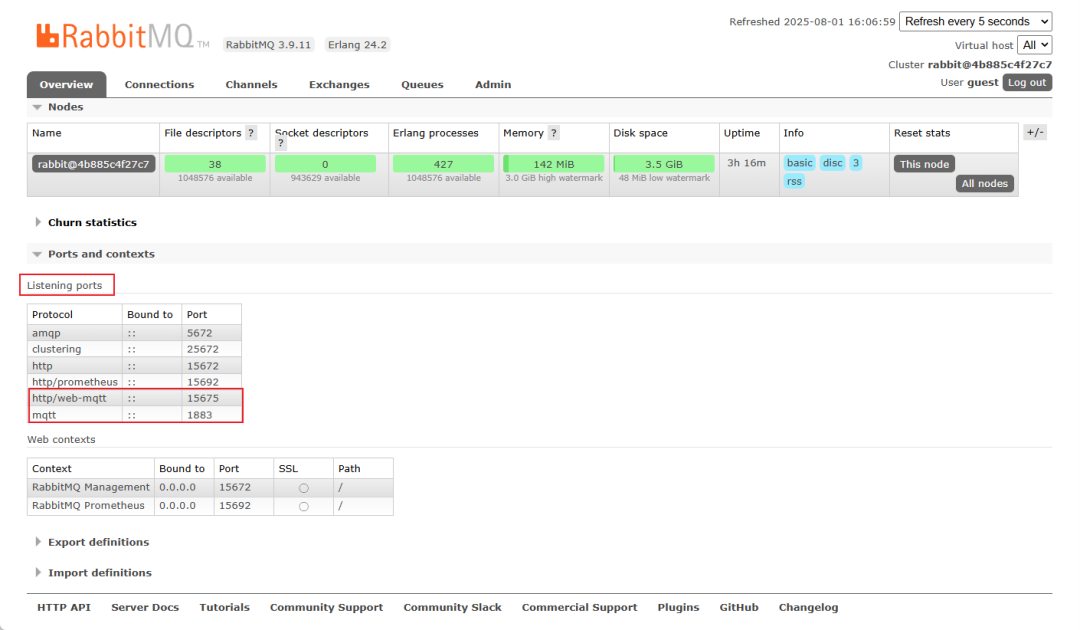 Refreshed 2025-08-01 16:06:59 Refresh every 5 seconds
RabbitMQ TM RabbitMQ 3.9.11 Erlang 24.2
Virtual host All
Cluster rabbit@4b885c4f27c7
User guest Log out
Overview Connections Channels Exchanges Queues Admin
Nodes
Name File descriptors ? Socket descriptors ? Erlang processes Memory ? Disk space Uptime Info Reset stats +/-
rabbit@4b885c4f27c7 38 0 427 142 MiB 3.5 GiB 3h 16m basic disc 3 This node
1048576 available 943629 available 1048576 available 3.0 GiB high watermark 48 MiB low watermark rss All nodes
Churn statistics
Ports and contexts
Listening ports
Protocol Bound to Port
amqp :: 5672
clustering :: 25672
http :: 15672
http/prometheus :: 15692
http/web-mqtt :: 15675
mqtt :: 1883
Web contexts
Context Bound to Port SSL Path
RabbitMQ Management 0.0.0.0 15672 /
RabbitMQ Prometheus 0.0.0.0 15692 /
Export definitions
Import definitions
HTTP API Server Docs Tutorials Community Support Community Slack Commercial Support Plugins GitHub Changelog